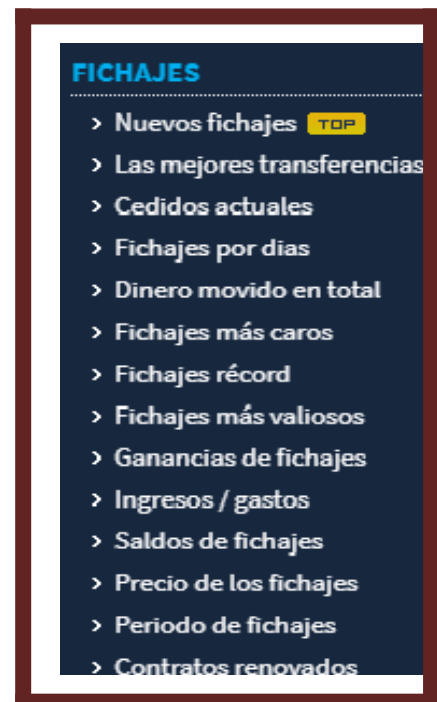 FICHAJES
> Nuevos fichajes TOP
> Las mejores transferencias
> Cedidos actuales
> Fichajes por dias
> Dinero movido en total
> Fichajes más caros
> Fichajes récord
> Fichajes más valiosos
> Ganancias de fichajes
> Ingresos / gastos
> Saldos de fichajes
> Precio de los fichajes
> Periodo de fichajes
> Contratos renovados